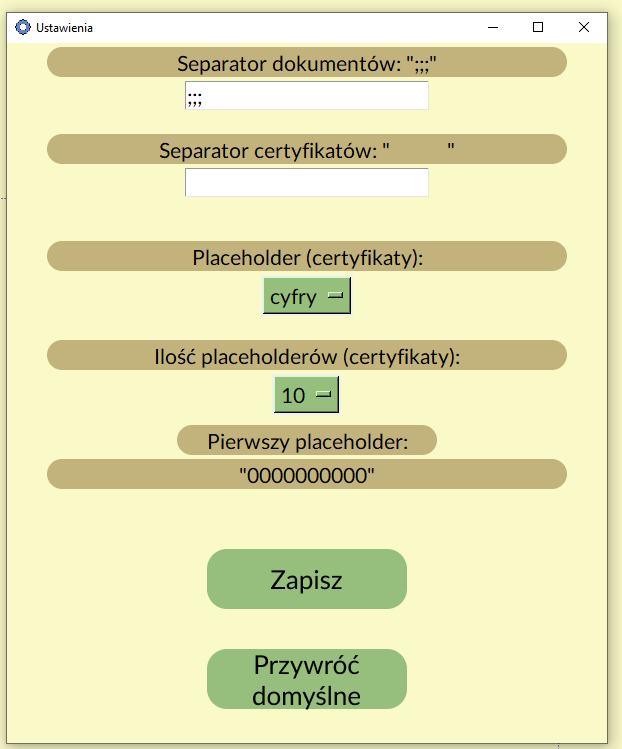 Ustawienia
Separator dokumentów: ";;;"
;;;
Separator certyfikatów: "          "
Placeholder (certyfikaty):
cyfry
Ilość placeholderów (certyfikaty):
10
Pierwszy placeholder:
"0000000000"
Zapisz
Przywróć
domyślne